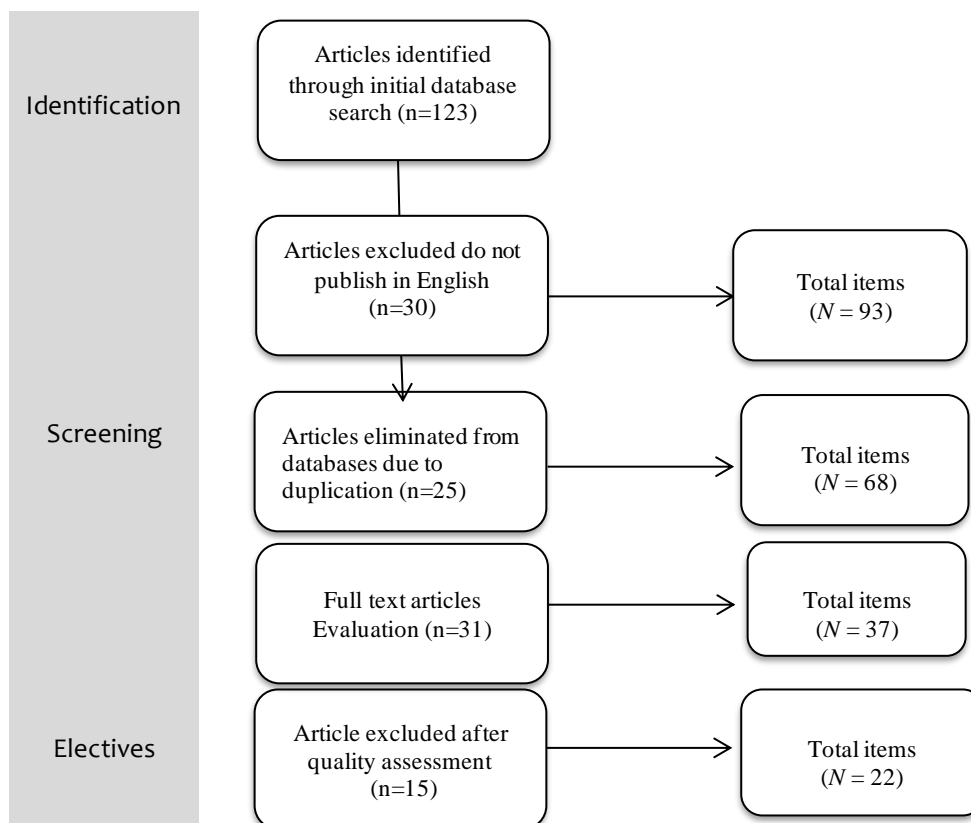 Identification
Articles identified
through initial database
search (n=123)
Articles excluded do not
publish in English
(n=30)
Total items
(N = 93)
Screening
Articles eliminated from
databases due to
duplication (n=25)
Total items
(N = 68)
Full text articles
Evaluation (n=31)
Total items
(N = 37)
Electives
Article excluded after
quality assessment
(n=15)
Total items
(N = 22)